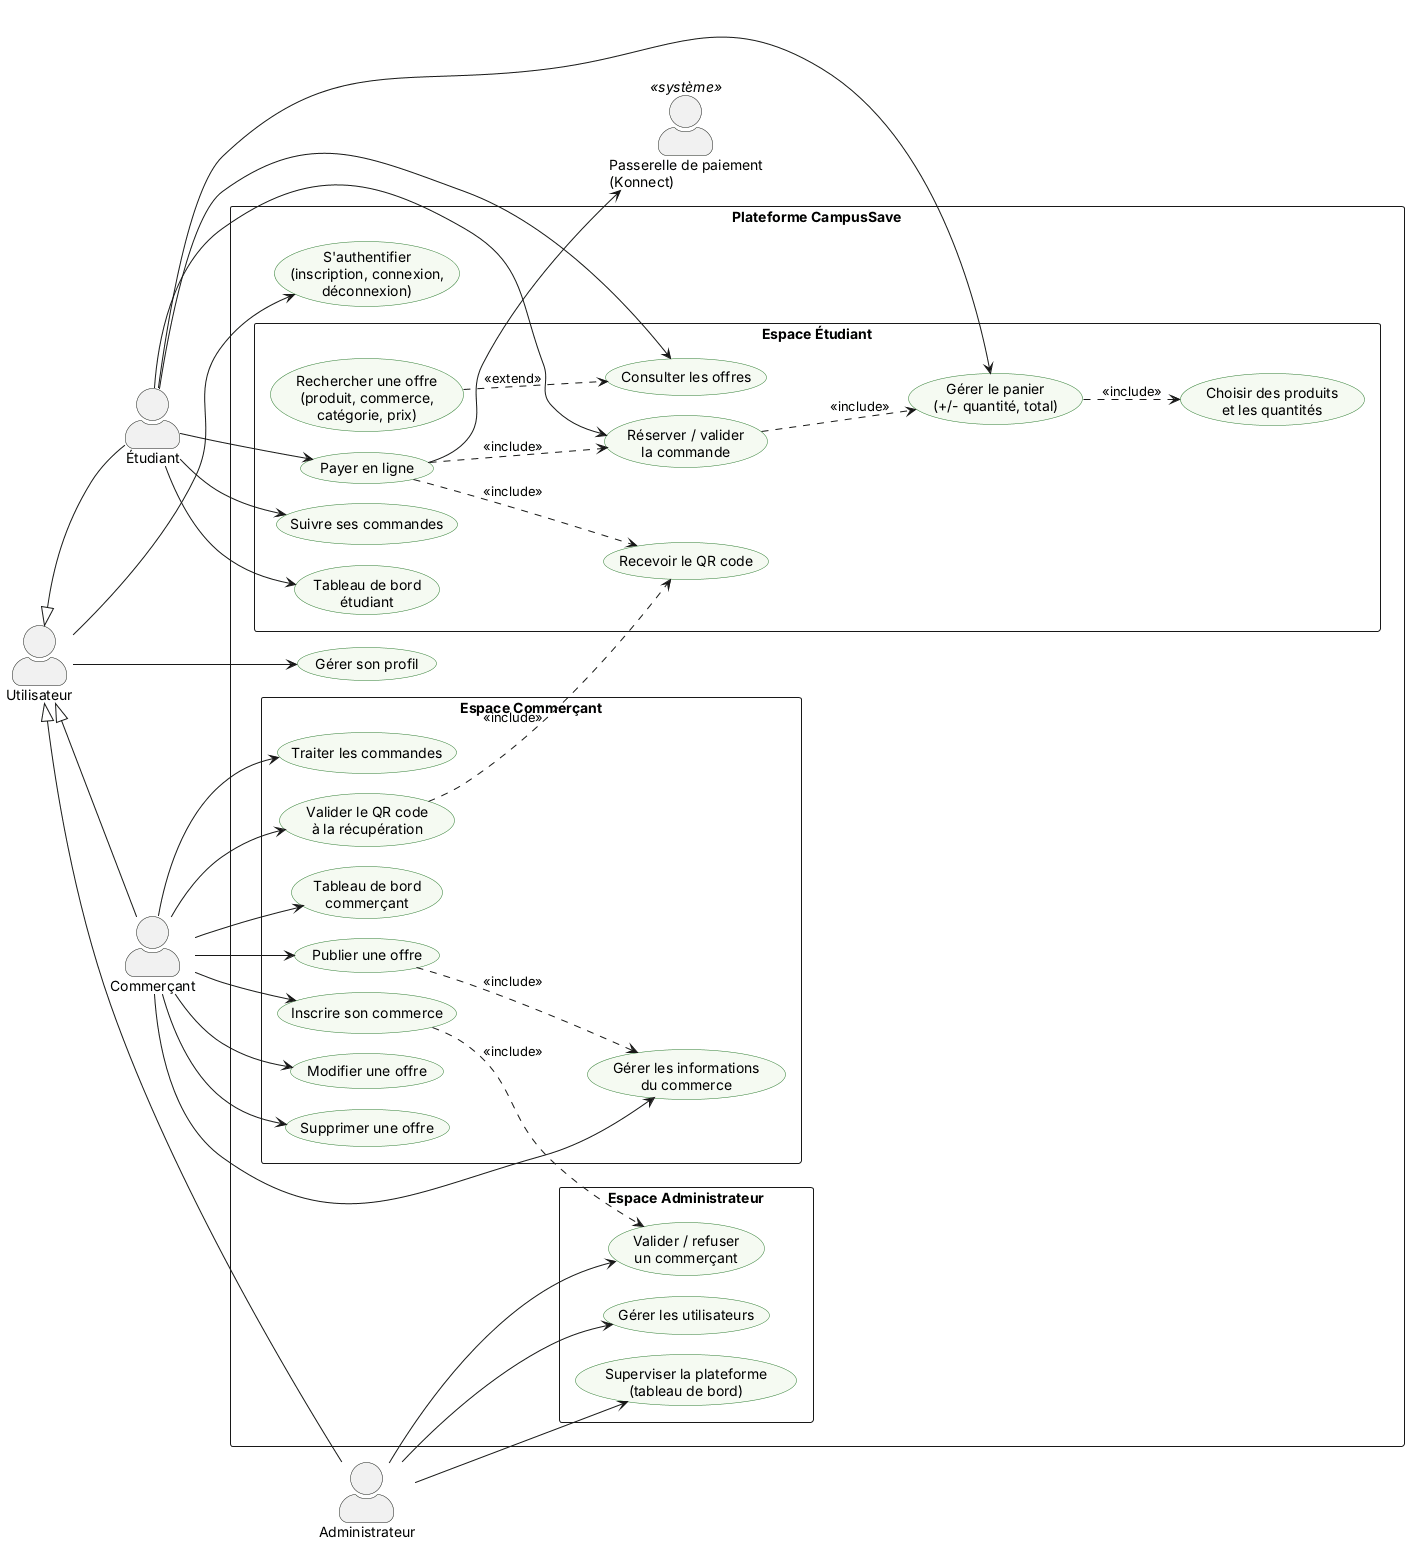 «système»
Passerelle de paiement
(Konnect)
Plateforme CampusSave
S'authentifier
(inscription, connexion,
déconnexion)
Espace Étudiant
Rechercher une offre
(produit, commerce,
catégorie, prix)
«extend»
Consulter les offres
Gérer le panier
(+/- quantité, total)
«include»
Choisir des produits
et les quantités
«include»
Réserver / valider
la commande
«include»
Payer en ligne
Étudiant
«include»
Suivre ses commandes
Recevoir le QR code
Tableau de bord
étudiant
Gérer son profil
Utilisateur
Espace Commerçant
«include»
Traiter les commandes
Valider le QR code
à la récupération
Tableau de bord
commerçant
Publier une offre
«include»
Commerçant
Inscrire son commerce
«include»
Modifier une offre
Gérer les informations
du commerce
Supprimer une offre
Espace Administrateur
Valider / refuser
un commerçant
Gérer les utilisateurs
Superviser la plateforme
(tableau de bord)
Administrateur